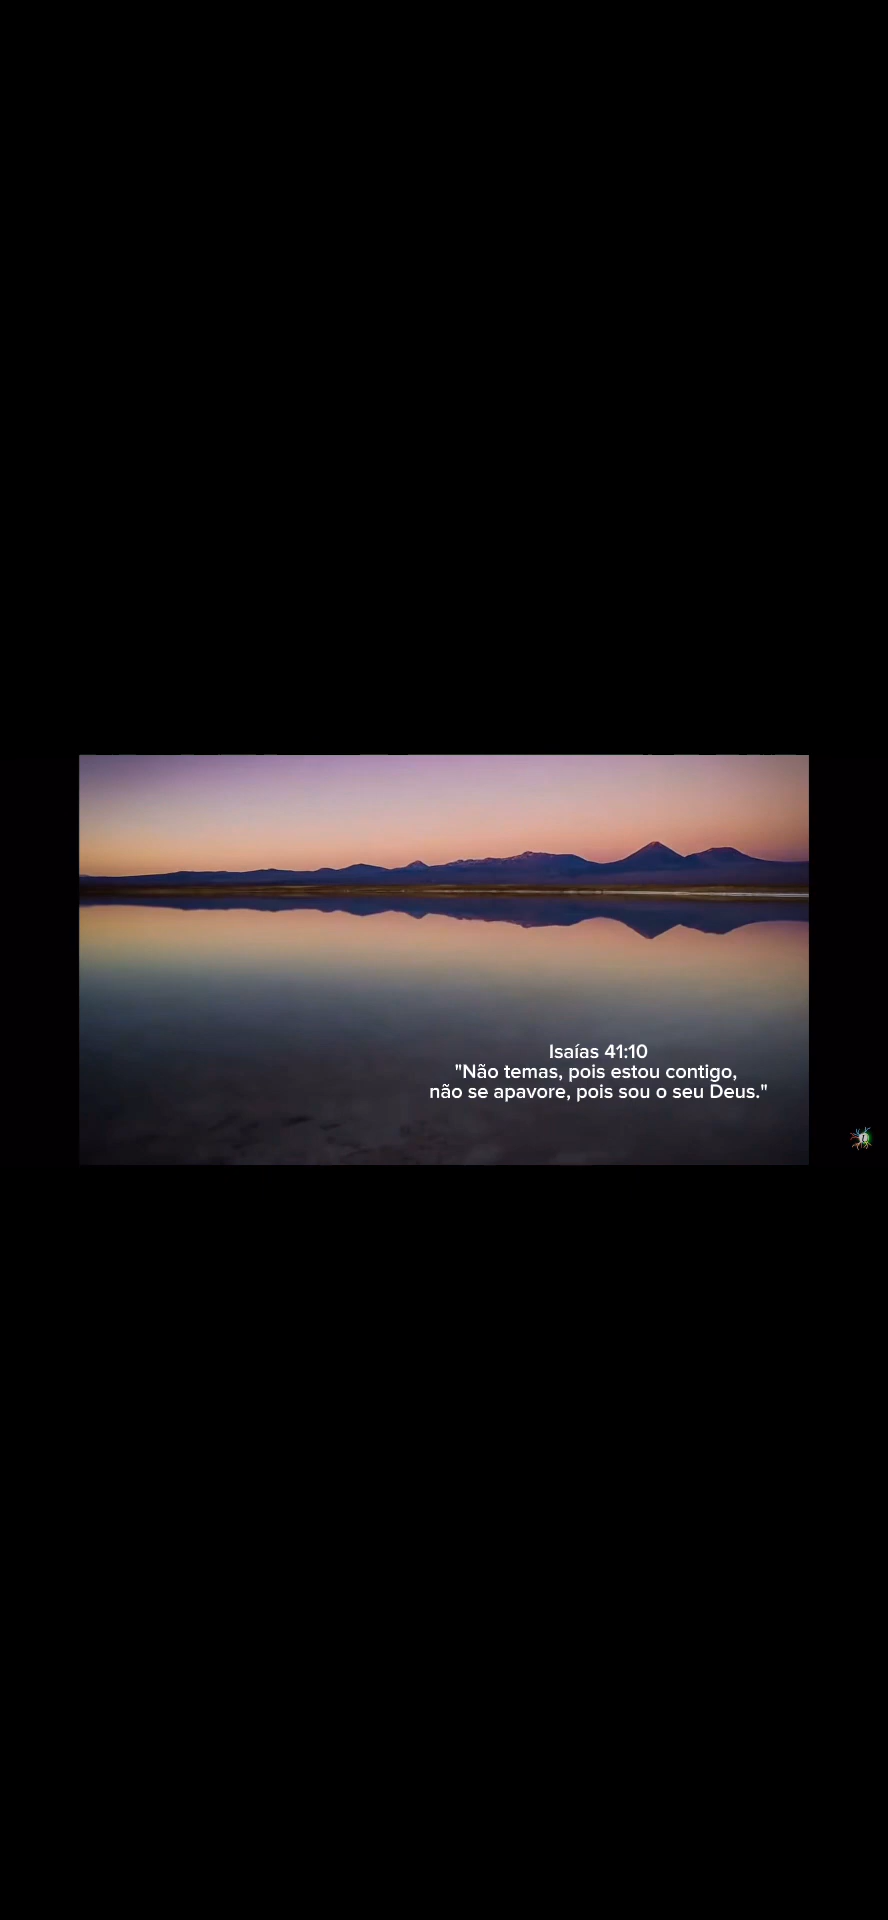 Isaías 41:10
"Não temas, pois estou contigo,
não se apavore, pois sou o seu Deus."